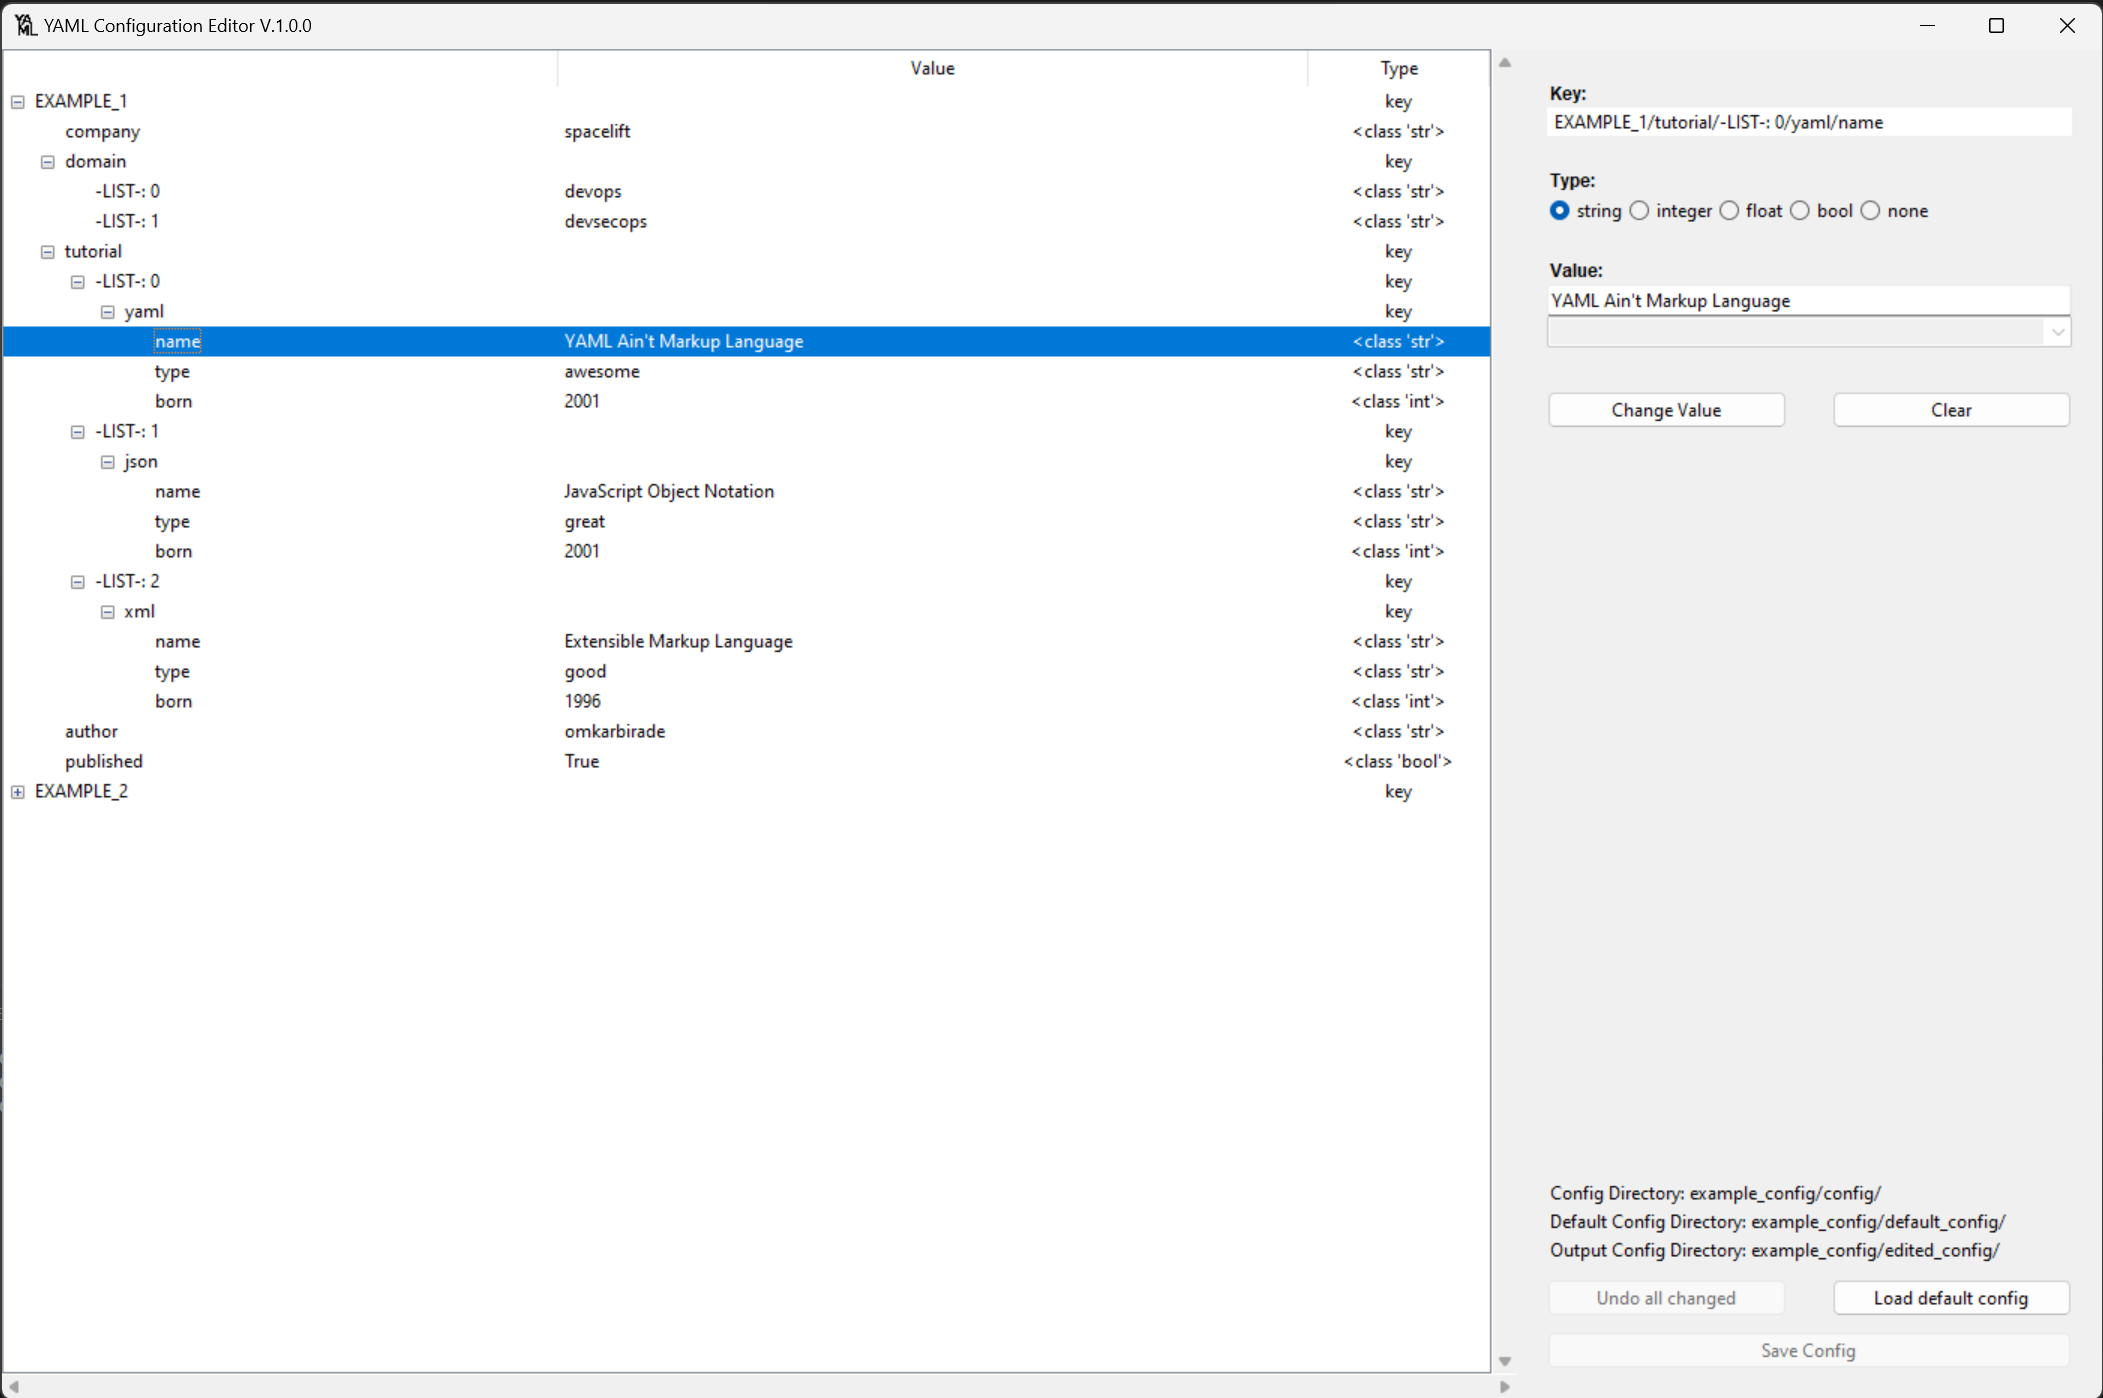 YAML YAML Configuration Editor V.1.0.0
Value Type
EXAMPLE_1 key
company spacelift <class 'str'>
domain key
-LIST-: 0 devops <class 'str'>
-LIST-: 1 devsecops <class 'str'>
tutorial key
-LIST-: 0 key
yaml key
name YAML Ain't Markup Language <class 'str'>
type awesome <class 'str'>
born 2001 <class 'int'>
-LIST-: 1 key
json key
name JavaScript Object Notation <class 'str'>
type great <class 'str'>
born 2001 <class 'int'>
-LIST-: 2 key
xml key
name Extensible Markup Language <class 'str'>
type good <class 'str'>
born 1996 <class 'int'>
author omkarbirade <class 'str'>
published True <class 'bool'>
EXAMPLE_2 key
Key:
EXAMPLE_1/tutorial/-LIST-: 0/yaml/name
Type:
string integer float bool none
Value:
YAML Ain't Markup Language
Change Value Clear
Config Directory: example_config/config/
Default Config Directory: example_config/default_config/
Output Config Directory: example_config/edited_config/
Undo all changed Load default config
Save Config